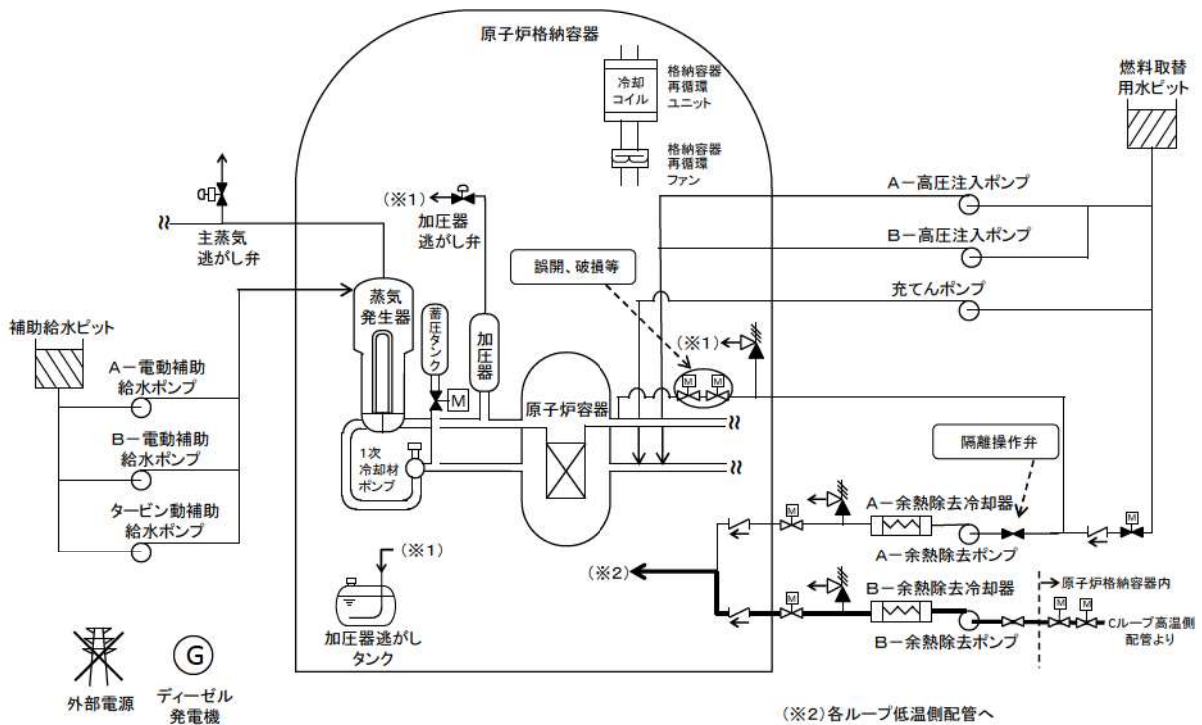 原子炉格納容器
冷却
コイル
格納容器
再循環
ユニット
格納容器
再循環
ファン
燃料取替
用水ピット
A－高圧注入ポンプ
B－高圧注入ポンプ
充てんポンプ
主蒸気
逃がし弁
(※1)
加圧器
逃がし弁
誤開、破損等
(※1)
蒸気
発生器
蓄圧タンク
加圧器
M
M
M
原子炉容器
1次
冷却材
ポンプ
補助給水ピット
A－電動補助
給水ポンプ
B－電動補助
給水ポンプ
タービン動補助
給水ポンプ
隔離操作弁
M
A－余熱除去冷却器
M
A－余熱除去ポンプ
(※1)
(※2)
M
B－余熱除去冷却器
B－余熱除去ポンプ
原子炉格納容器内
M
M
Cループ高温側
配管より
加圧器逃がし
タンク
外部電源
G
ディーゼル
発電機
(※2)各ループ低温側配管へ